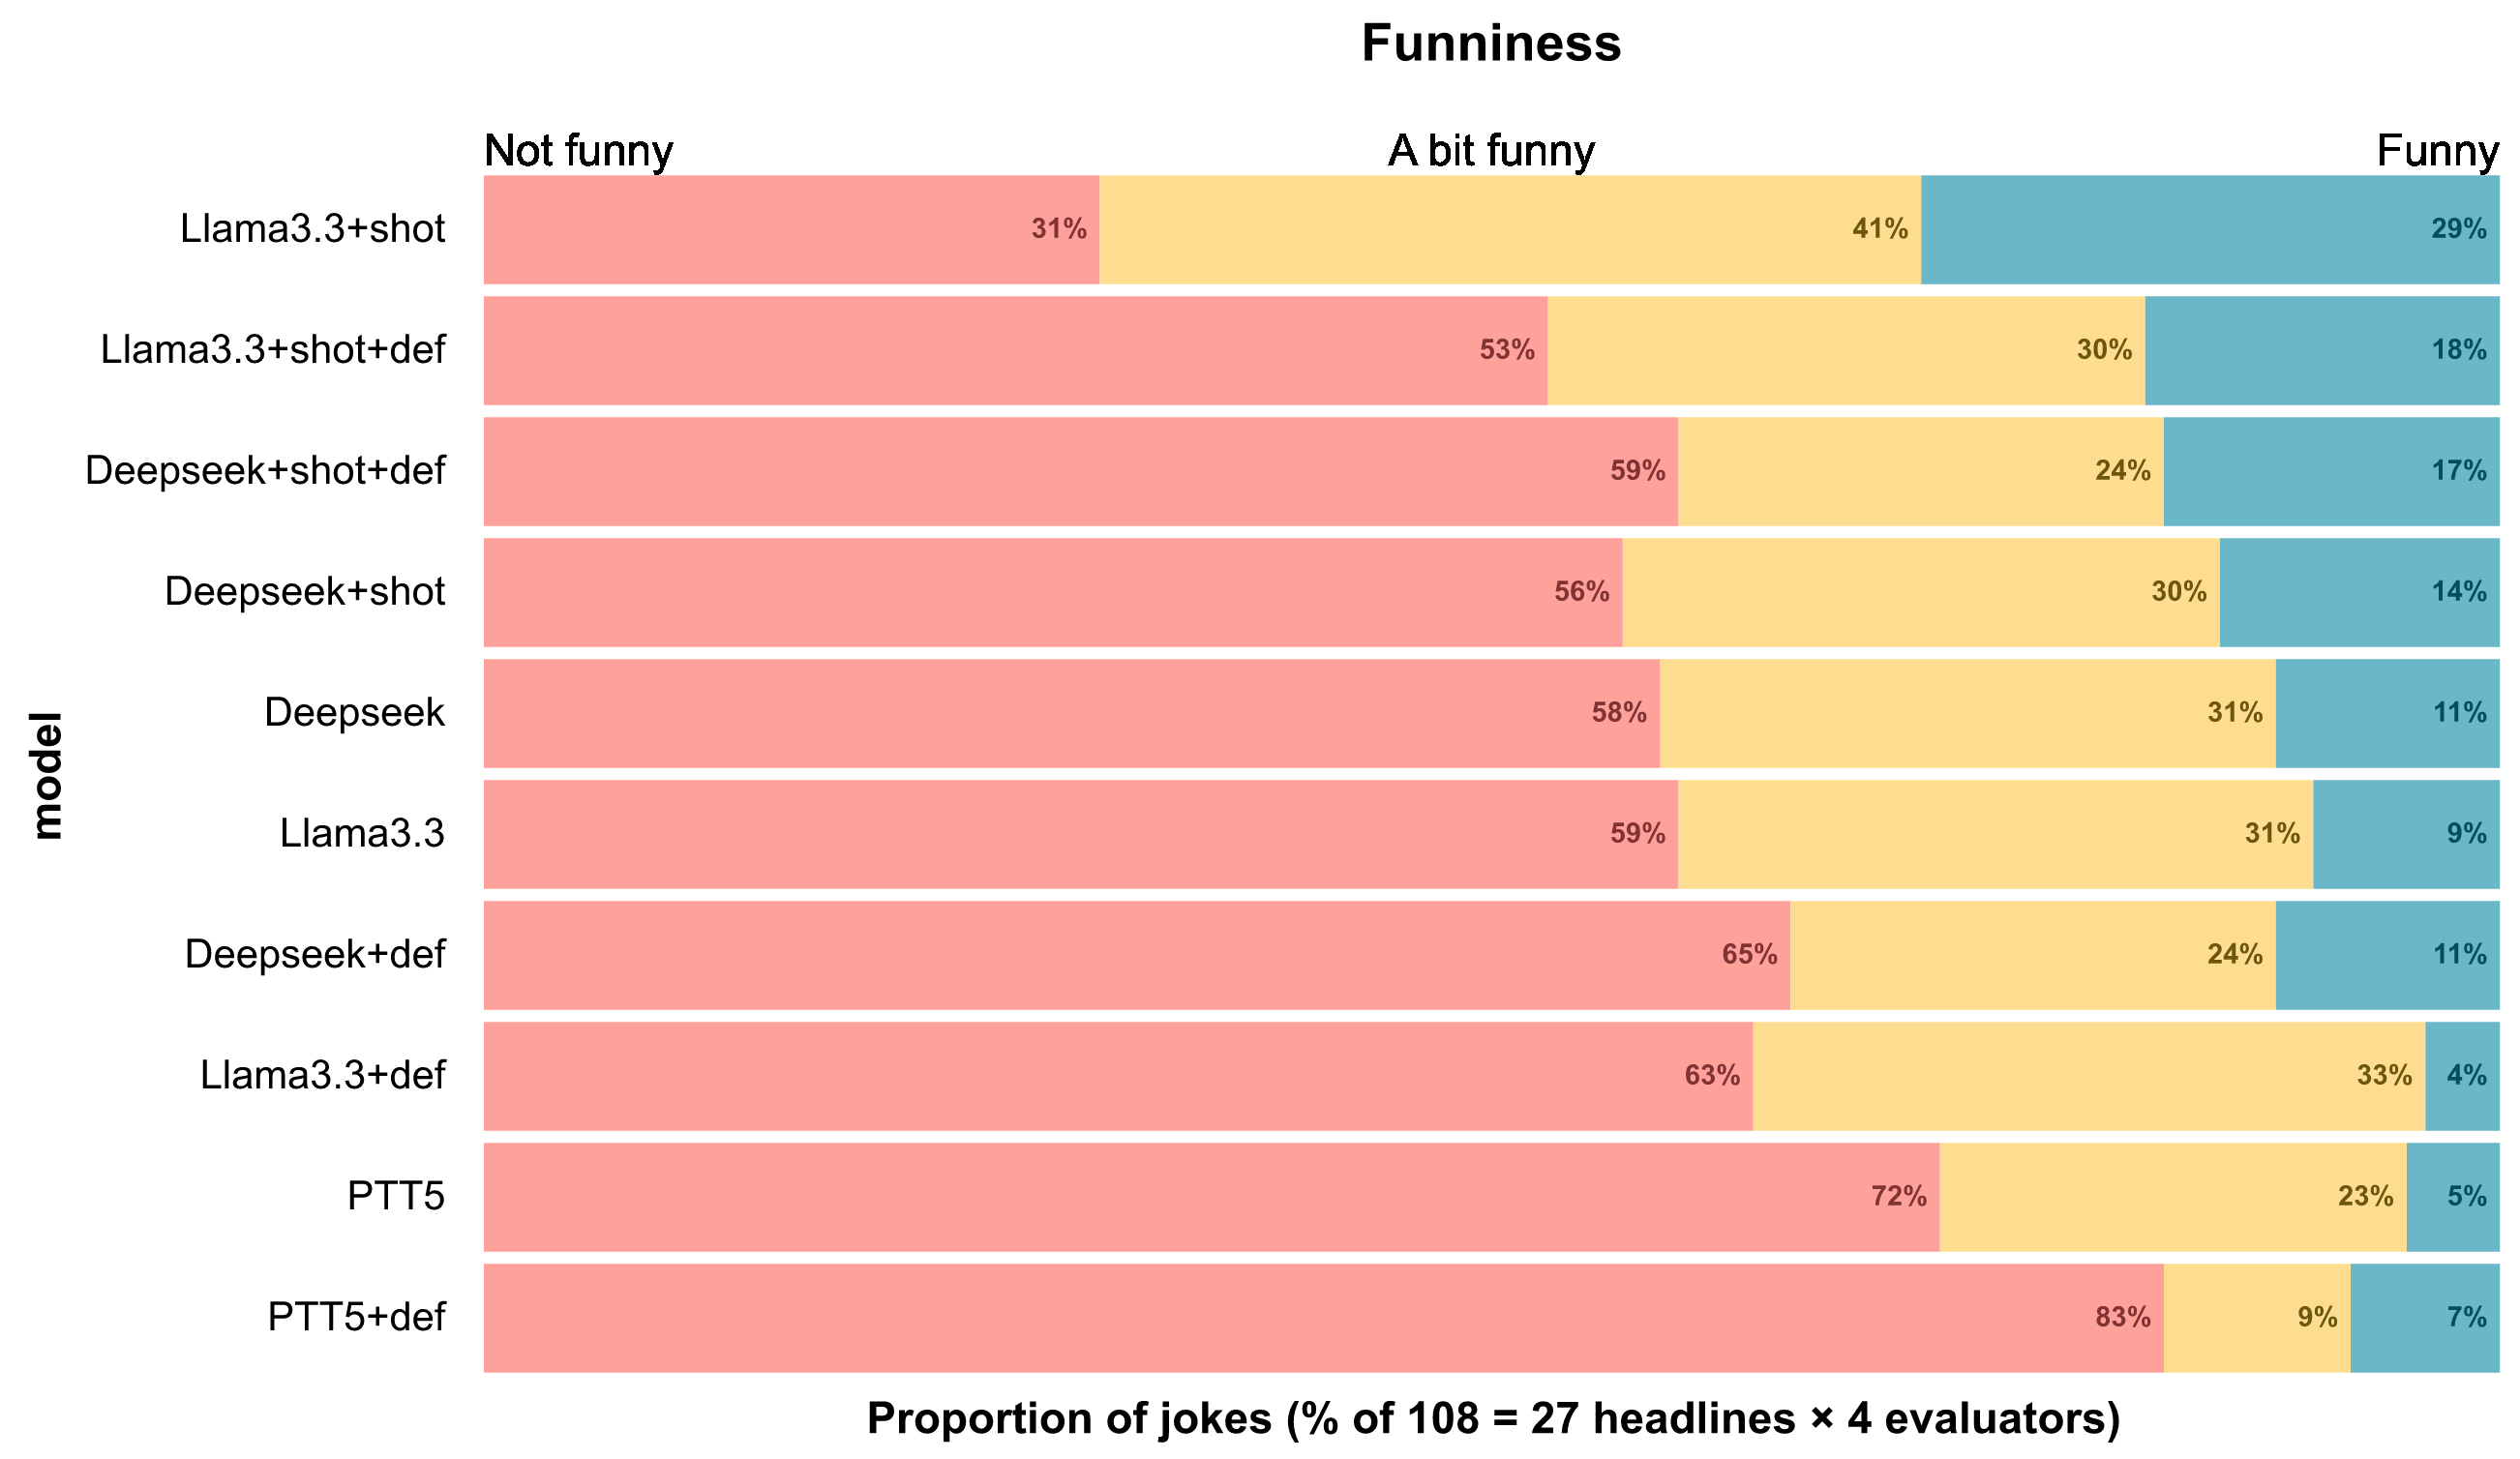 Funniness
Not funny A bit funny Funny
Llama3.3+shot 31% 41% 29%
Llama3.3+shot+def 53% 30% 18%
Deepseek+shot+def 59% 24% 17%
Deepseek+shot 56% 30% 14%
Deepseek 58% 31% 11%
Llama3.3 59% 31% 9%
Deepseek+def 65% 24% 11%
Llama3.3+def 63% 33% 4%
PTT5 72% 23% 5%
PTT5+def 83% 9% 7%
model
Proportion of jokes (% of 108 = 27 headlines × 4 evaluators)